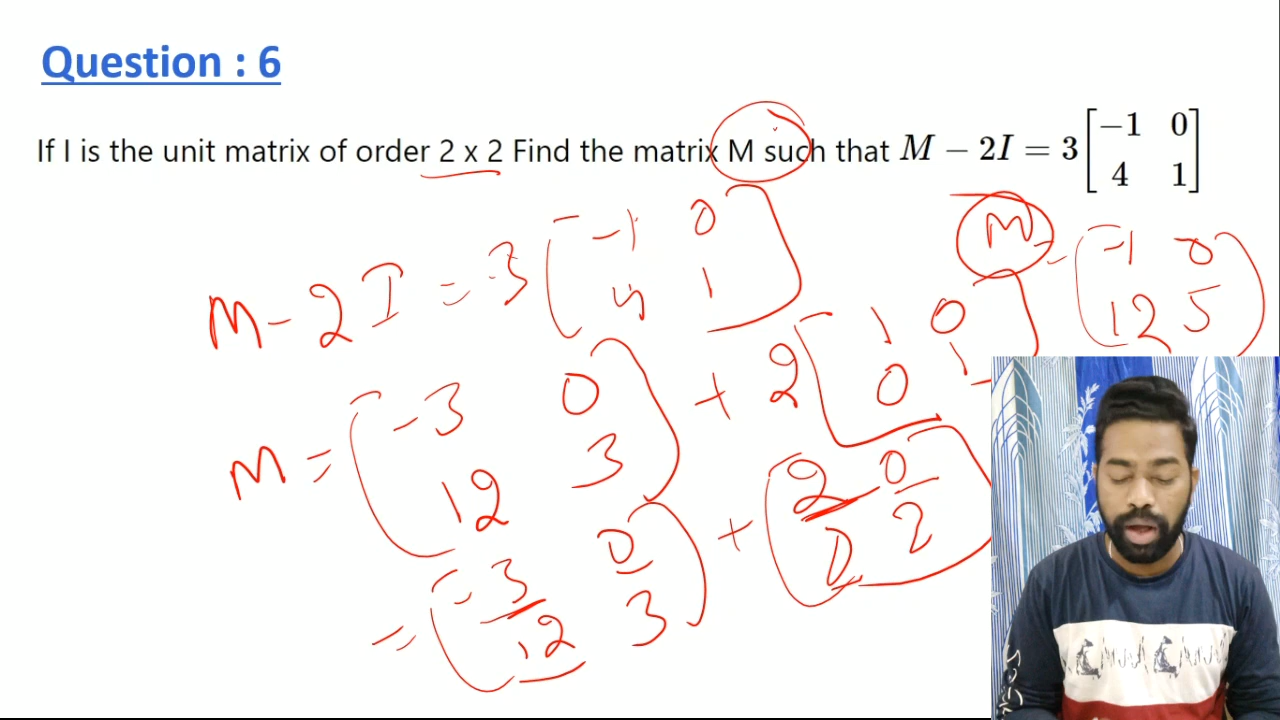 Question : 6
If I is the unit matrix of order 2 x 2 Find the matrix M such that M − 2I = 3 [ −1 0
4 1 ]
M - 2I = 3 [ -1 0
4 1 ]
M = [ -1 0
12 5 ]
M = [ -3 0
12 3 ] + 2 [ 1 0
0 1 ]
= [ -3 0
12 3 ] + [ 2 0
0 2 ]